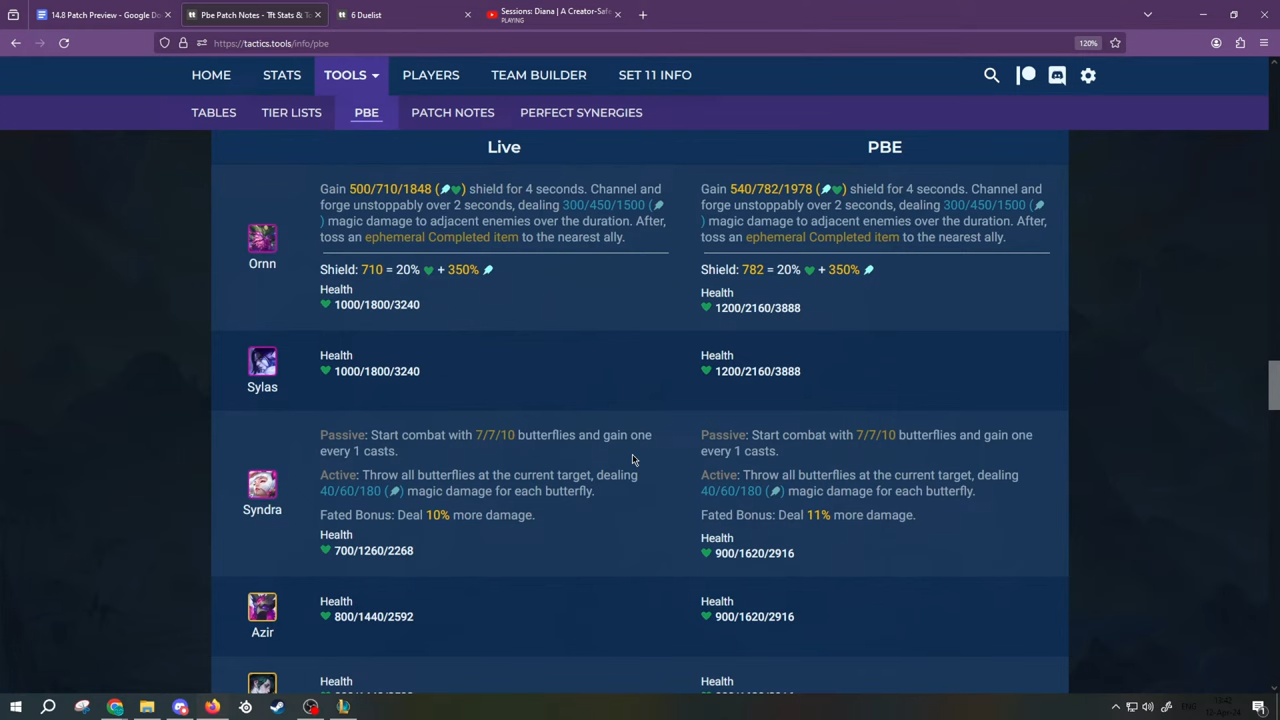 14.8 Patch Preview - Google Do
Pbe Patch Notes - Tft Stats & T
6 Duelist
Sessions: Diana | A Creator-Safe
PLAYING
https://tactics.tools/info/pbe
120%
HOME
STATS
TOOLS
PLAYERS
TEAM BUILDER
SET 11 INFO
TABLES
TIER LISTS
PBE
PATCH NOTES
PERFECT SYNERGIES
Live
PBE
Ornn
Gain 500/710/1848 ( ) shield for 4 seconds. Channel and
forge unstoppably over 2 seconds, dealing 300/450/1500 (
) magic damage to adjacent enemies over the duration. After,
toss an ephemeral Completed item to the nearest ally.
Shield: 710 = 20% + 350%
Health
1000/1800/3240
Gain 540/782/1978 ( ) shield for 4 seconds. Channel and
forge unstoppably over 2 seconds, dealing 300/450/1500 (
) magic damage to adjacent enemies over the duration. After,
toss an ephemeral Completed item to the nearest ally.
Shield: 782 = 20% + 350%
Health
1200/2160/3888
Sylas
Health
1000/1800/3240
Health
1200/2160/3888
Syndra
Passive: Start combat with 7/7/10 butterflies and gain one
every 1 casts.
Active: Throw all butterflies at the current target, dealing
40/60/180 ( ) magic damage for each butterfly.
Fated Bonus: Deal 10% more damage.
Health
700/1260/2268
Passive: Start combat with 7/7/10 butterflies and gain one
every 1 casts.
Active: Throw all butterflies at the current target, dealing
40/60/180 ( ) magic damage for each butterfly.
Fated Bonus: Deal 11% more damage.
Health
900/1620/2916
Azir
Health
800/1440/2592
Health
900/1620/2916
Health
Health
ENG